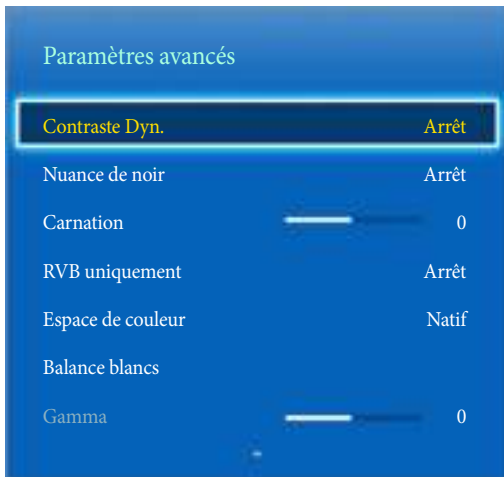 Paramètres avancés
Contraste Dyn. Arrêt
Nuance de noir Arrêt
Carnation 0
RVB uniquement Arrêt
Espace de couleur Natif
Balance blancs
Gamma 0